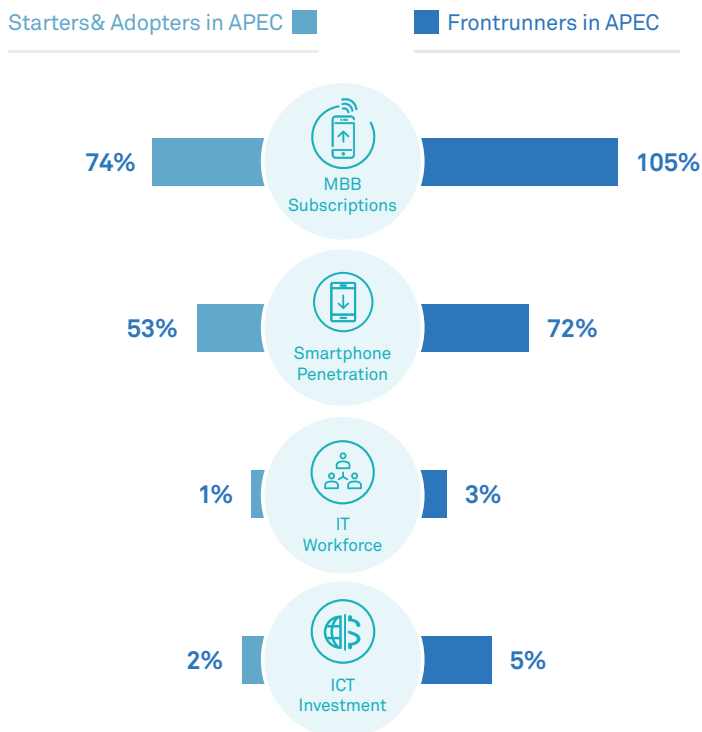 Starters& Adopters in APEC
Frontrunners in APEC
74%
MBB
Subscriptions
105%
53%
Smartphone
Penetration
72%
1%
IT
Workforce
3%
2%
ICT
Investment
5%